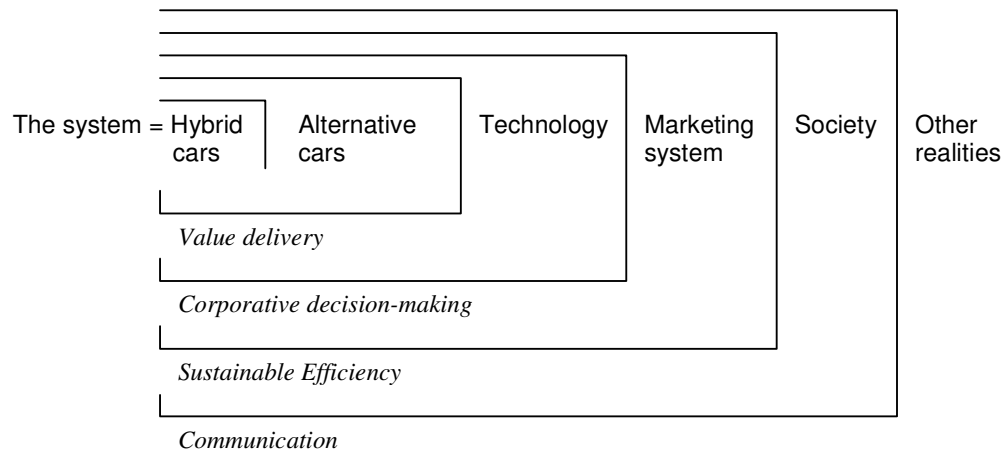 The system = Hybrid Alternative Technology Marketing Society Other
cars cars system realities
Value delivery
Corporative decision-making
Sustainable Efficiency
Communication